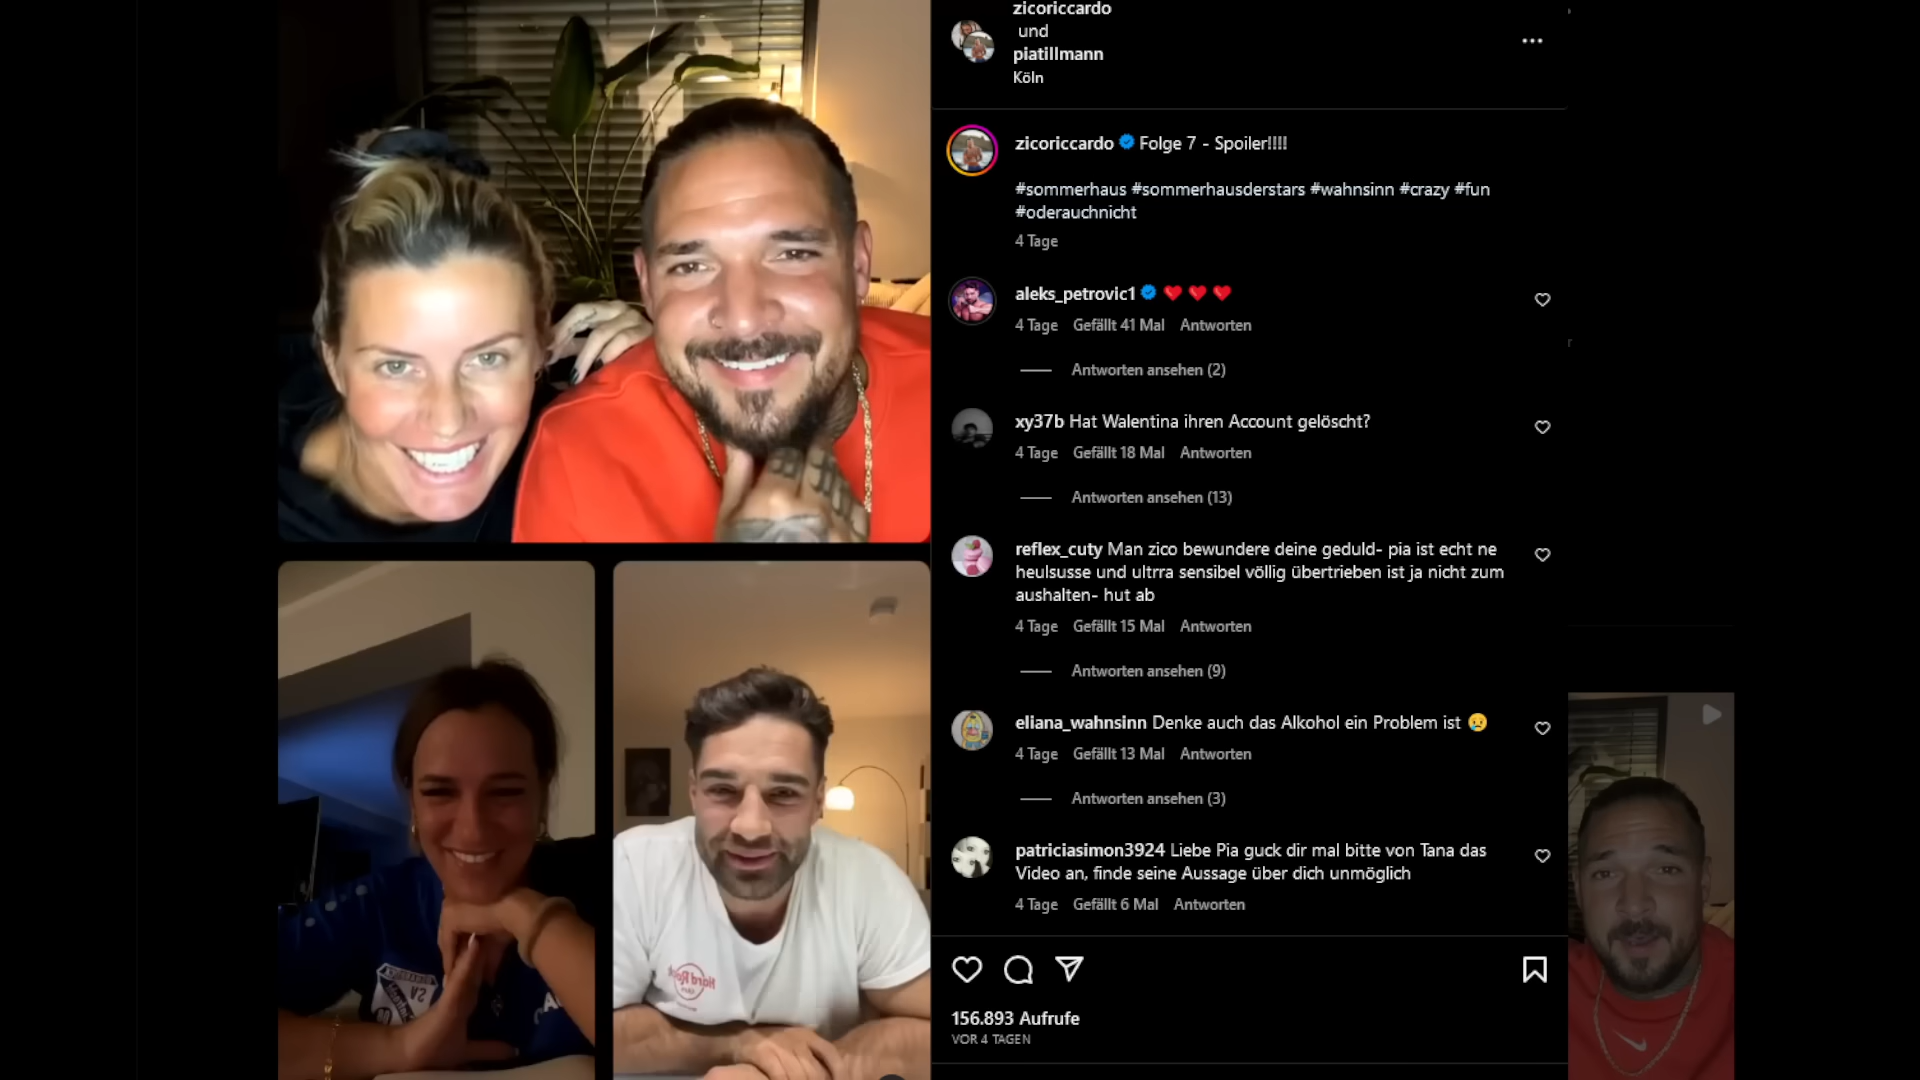 zicoriccardo
und
piatillmann
Köln
zicoriccardo Folge 7 - Spoiler!!!!
#sommerhaus #sommerhausderstars #wahnsinn #crazy #fun
#oderauchnicht
4 Tage
aleks_petrovic1 ❤️ ❤️ ❤️
4 Tage Gefällt 41 Mal Antworten
Antworten ansehen (2)
xy37b Hat Walentina ihren Account gelöscht?
4 Tage Gefällt 18 Mal Antworten
Antworten ansehen (13)
reflex_cuty Man zico bewundere deine geduld- pia ist echt ne
heulsusse und ultrra sensibel völlig übertrieben ist ja nicht zum
aushalten- hut ab
4 Tage Gefällt 15 Mal Antworten
Antworten ansehen (9)
eliana_wahnsinn Denke auch das Alkohol ein Problem ist 😢
4 Tage Gefällt 13 Mal Antworten
Antworten ansehen (3)
patriciasimon3924 Liebe Pia guck dir mal bitte von Tana das
Video an, finde seine Aussage über dich unmöglich
4 Tage Gefällt 6 Mal Antworten
156.893 Aufrufe
VOR 4 TAGEN
Hard Rock